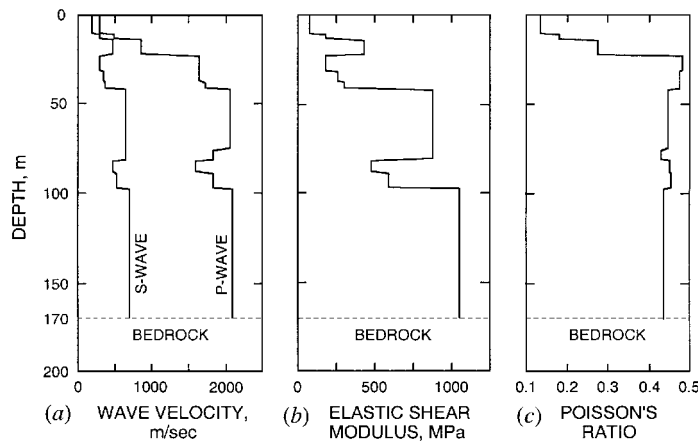 0
50
100
150
170
200
DEPTH, m
S-WAVE
P-WAVE
BEDROCK
0 1000 2000
(a) WAVE VELOCITY,
m/sec
BEDROCK
0 500 1000
(b) ELASTIC SHEAR
MODULUS, MPa
BEDROCK
0.1 0.2 0.3 0.4 0.5
(c) POISSON'S
RATIO